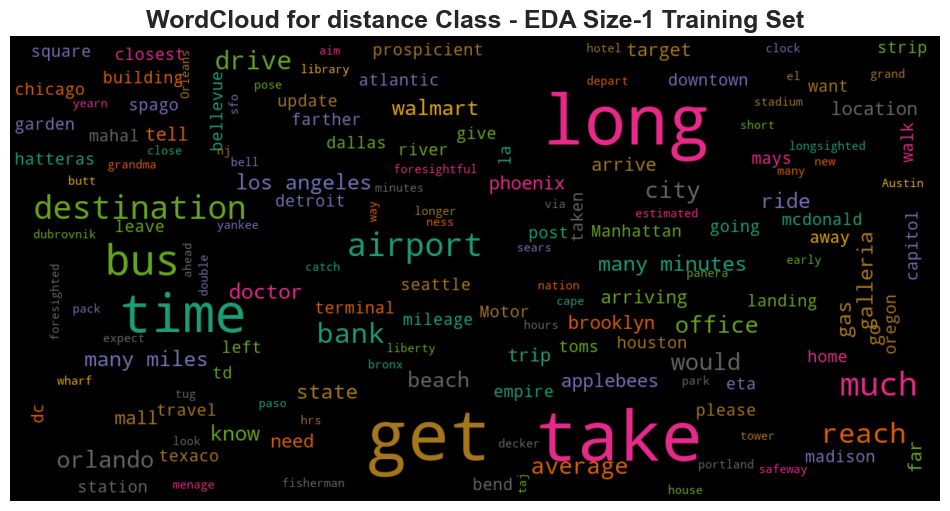 WordCloud for distance Class - EDA Size-1 Training Set
square
closest
Orleans
drive
aim
library
prospicient
hotel
target
clock
strip
chicago
building
bellevue
sfo
pose
atlantic
depart
downtown
el
want
grand
yearn
spago
update
farther
walmart
long
stadium
location
garden
mahal
tell
nj
dallas
river
give
la
short
longsighted
walk
hatteras
close
grandma
bell
foresightful
arrive
mays
many
new
butt
los angeles
minutes
phoenix
city
ride
Austin
destination
detroit
way
longer
ness
via
taken
estimated
mcdonald
capitol
dubrovnik
leave
yankee
post
Manhattan
going
away
bus
ahead
double
airport
sears
many minutes
panera
early
galleria
foresighted
catch
seattle
nation
doctor
arriving
landing
gas
go
oregon
pack
time
terminal
mileage
Motor
cape
brooklyn
office
expect
bank
hours
houston
many miles
left
liberty
bronx
trip
toms
would
home
wharf
td
beach
empire
applebees
park
eta
much
dc
tug
paso
state
mall
travel
hrs
get
take
please
know
need
look
decker
tower
reach
far
orlando
texaco
average
portland
safeway
madison
station
menage
fisherman
bend
taj
house